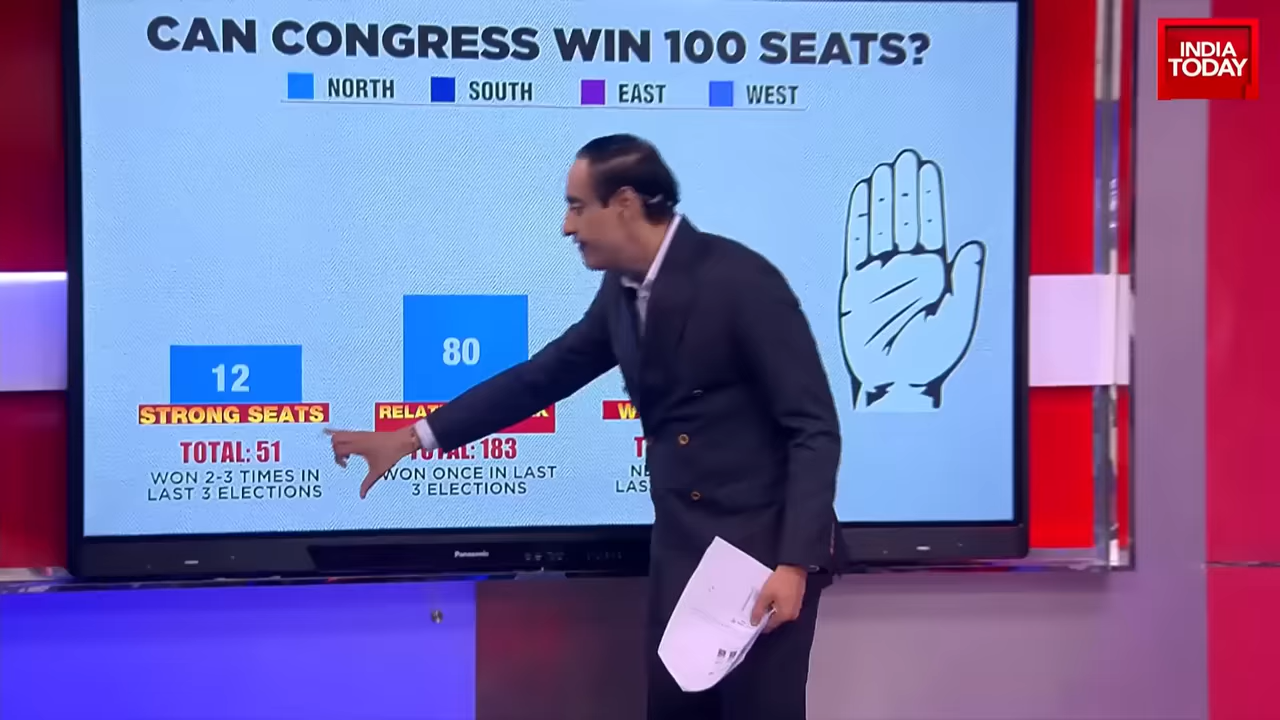 CAN CONGRESS WIN 100 SEATS?
INDIA
TODAY
NORTH SOUTH EAST WEST
12
80
STRONG SEATS
TOTAL: 51
TOTAL: 183
WON 2-3 TIMES IN
LAST 3 ELECTIONS
WON ONCE IN LAST
3 ELECTIONS
Panasonic